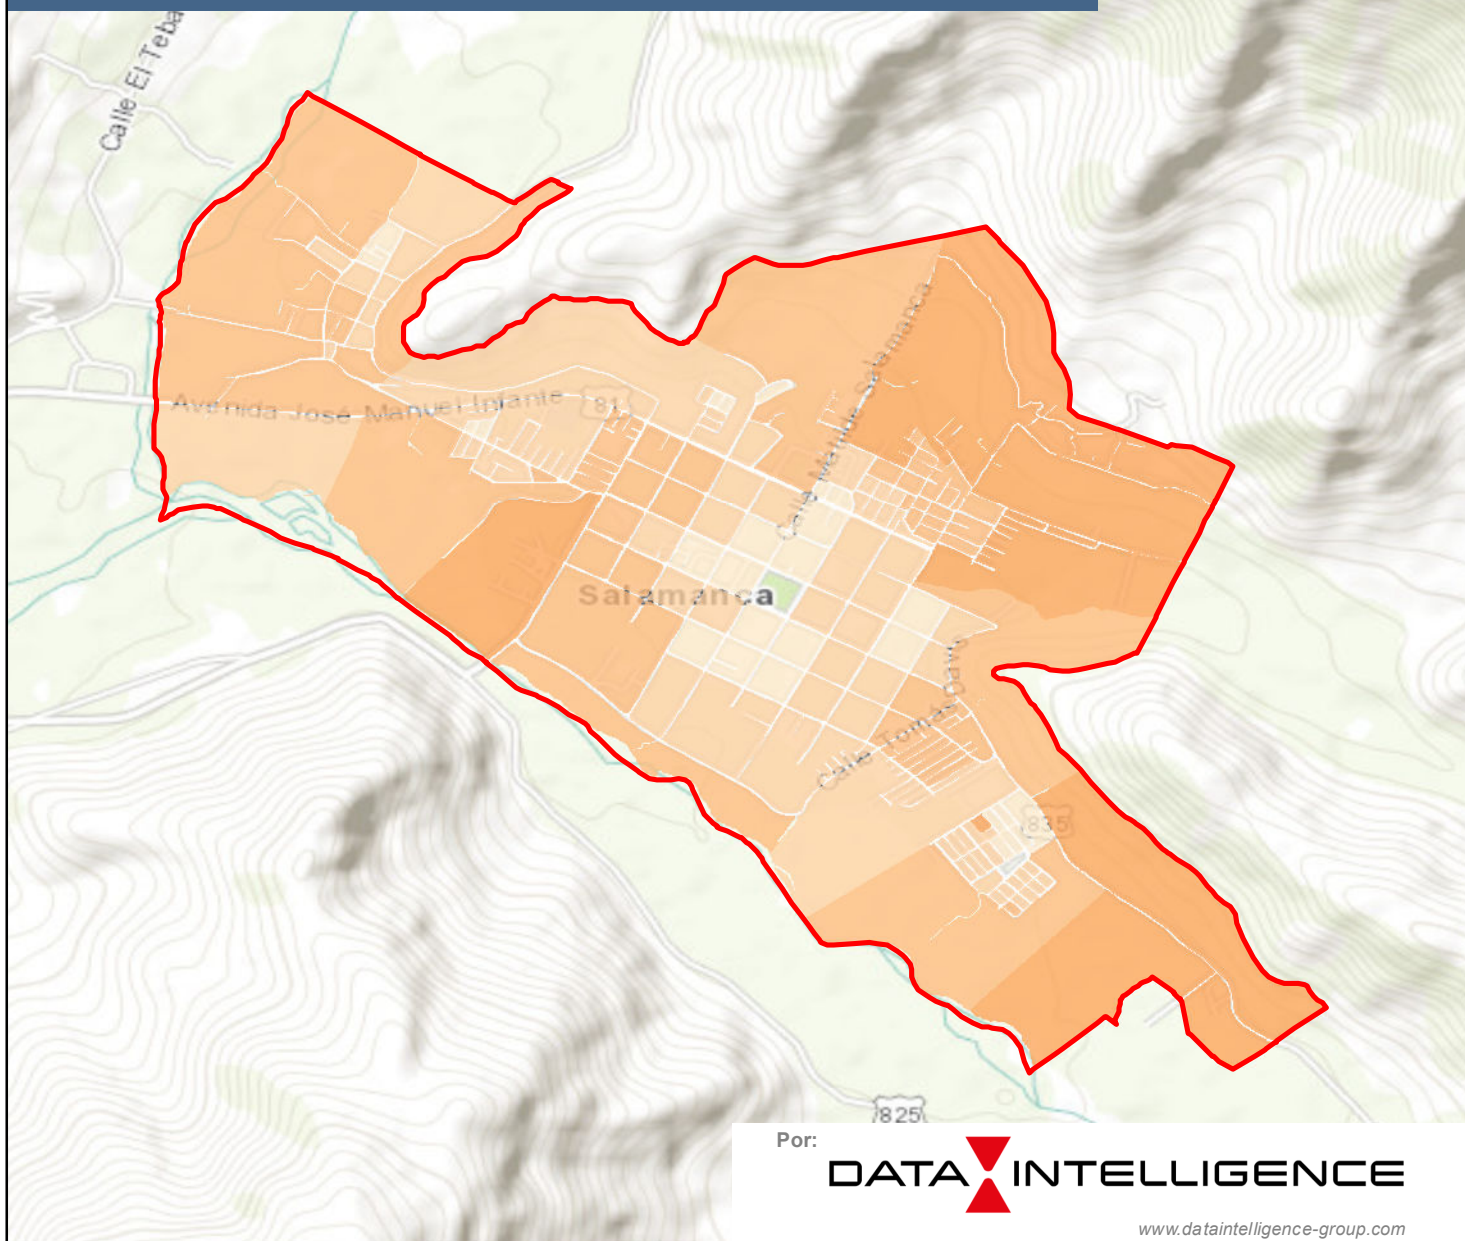 Calle El Teba
Calle Matilde Salamanca
Avenida José Manuel Infante
81
Salamanca
Calle Tomás Davis
835
825
Por:
DATA INTELLIGENCE
www.dataintelligence-group.com